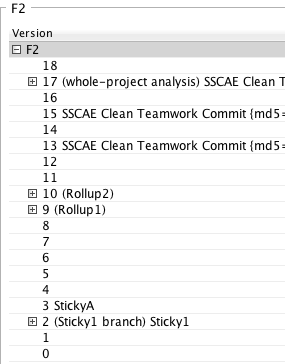 F2
Version
F2
18
17 (whole-project analysis) SSCAE Clean T
16
15 SSCAE Clean Teamwork Commit {md5=
14
13 SSCAE Clean Teamwork Commit {md5=
12
11
10 (Rollup2)
9 (Rollup1)
8
7
6
5
4
3 StickyA
2 (Sticky1 branch) Sticky1
1
0